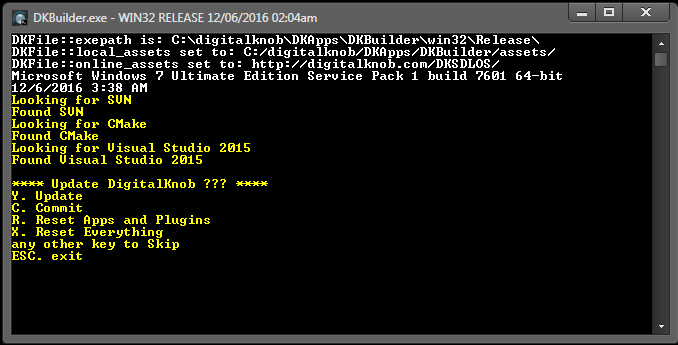 DKBuilder.exe - WIN32 RELEASE 12/06/2016 02:04am
DKFile::exepath is: C:\digitalknob\DKApps\DKBuilder\win32\Release\
DKFile::local_assets set to: C:/digitalknob/DKApps/DKBuilder/assets/
DKFile::online_assets set to: http://digitalknob.com/DKSDLOS/
Microsoft Windows 7 Ultimate Edition Service Pack 1 build 7601 64-bit
12/6/2016 3:38 AM
Looking for SVN
Found SVN
Looking for CMake
Found CMake
Looking for Visual Studio 2015
Found Visual Studio 2015
**** Update DigitalKnob ??? ****
Y. Update
C. Commit
R. Reset Apps and Plugins
X. Reset Everything
any other key to Skip
ESC. exit